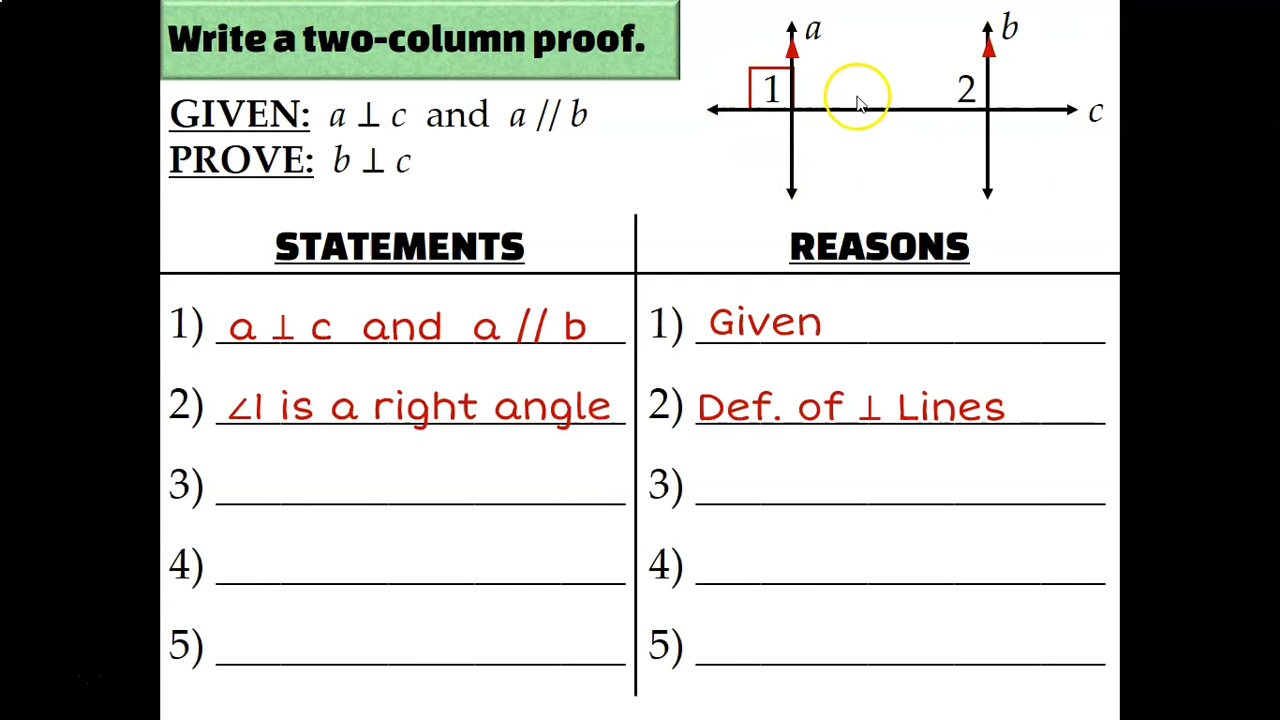 Write a two-column proof.
GIVEN: a ⊥ c and a // b
PROVE: b ⊥ c
a
b
1
2
c
STATEMENTS
REASONS
1) a ⊥ c and a // b
1) Given
2) ∠1 is a right angle
2) Def. of ⊥ Lines
3)
3)
4)
4)
5)
5)